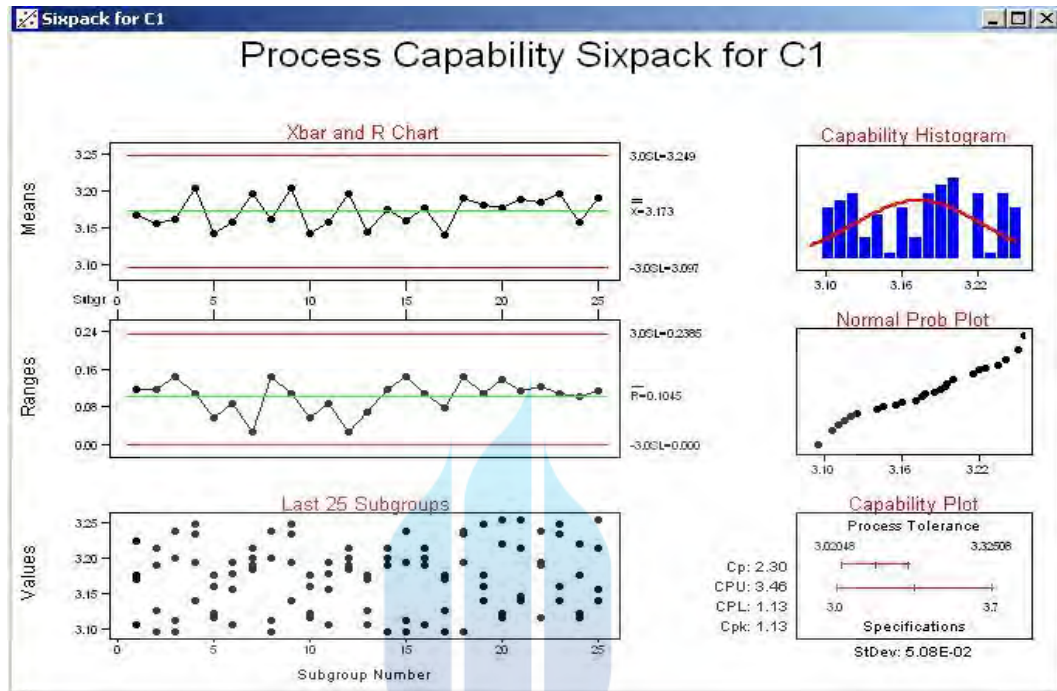 Sixpack for C1
Process Capability Sixpack for C1
Xbar and R Chart
Means
3.25
3.20
3.15
3.10
3.0SL=3.249
X=3.173
-3.0SL=3.097
Subgr
0
5
10
15
20
25
Ranges
0.24
0.16
0.08
0.00
3.0SL=0.2385
R=0.1045
-3.0SL=0.000
Last 25 Subgroups
Values
3.25
3.20
3.15
3.10
0
5
10
15
20
25
Subgroup Number
Capability Histogram
3.10
3.16
3.22
Normal Prob Plot
3.10
3.16
3.22
Capability Plot
Process Tolerance
3.02048
3.32508
Cp: 2.30
CPU: 3.46
CPL: 1.13
Cpk: 1.13
3.0
3.7
Specifications
StDev: 5.08E-02